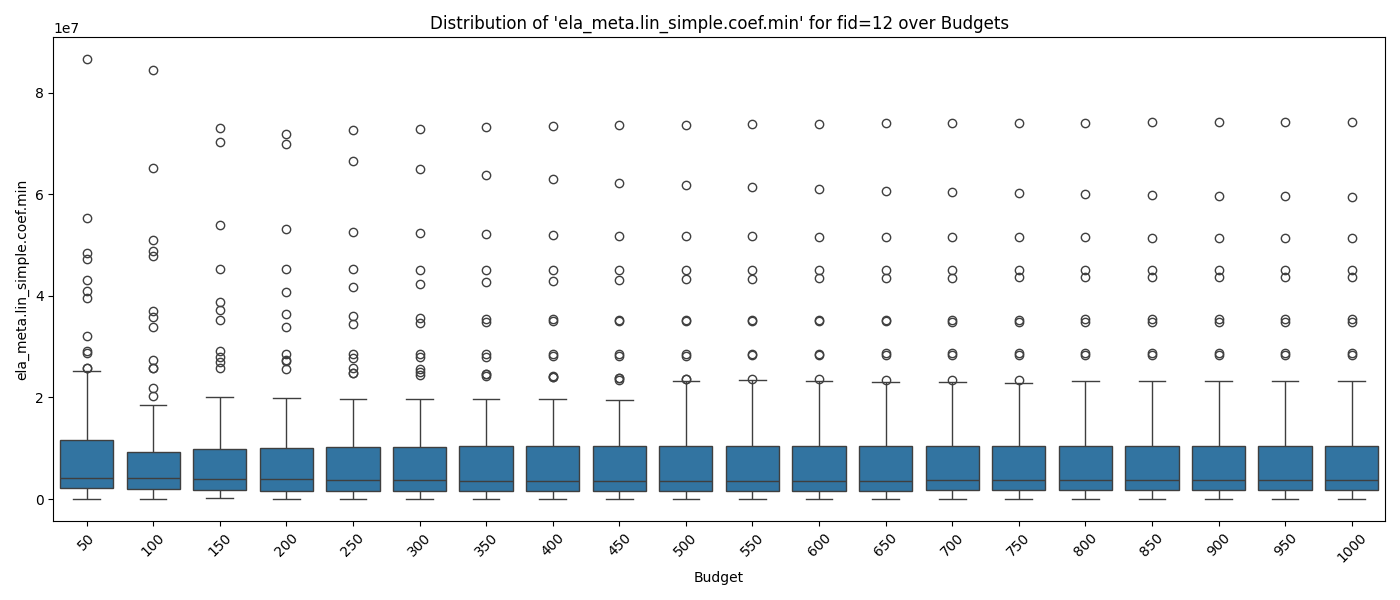 Distribution of 'ela_meta.lin_simple.coef.min' for fid=12 over Budgets
1e7
8
6
4
2
0
ela_meta.lin_simple.coef.min
50 100 150 200 250 300 350 400 450 500 550 600 650 700 750 800 850 900 950 1000
Budget